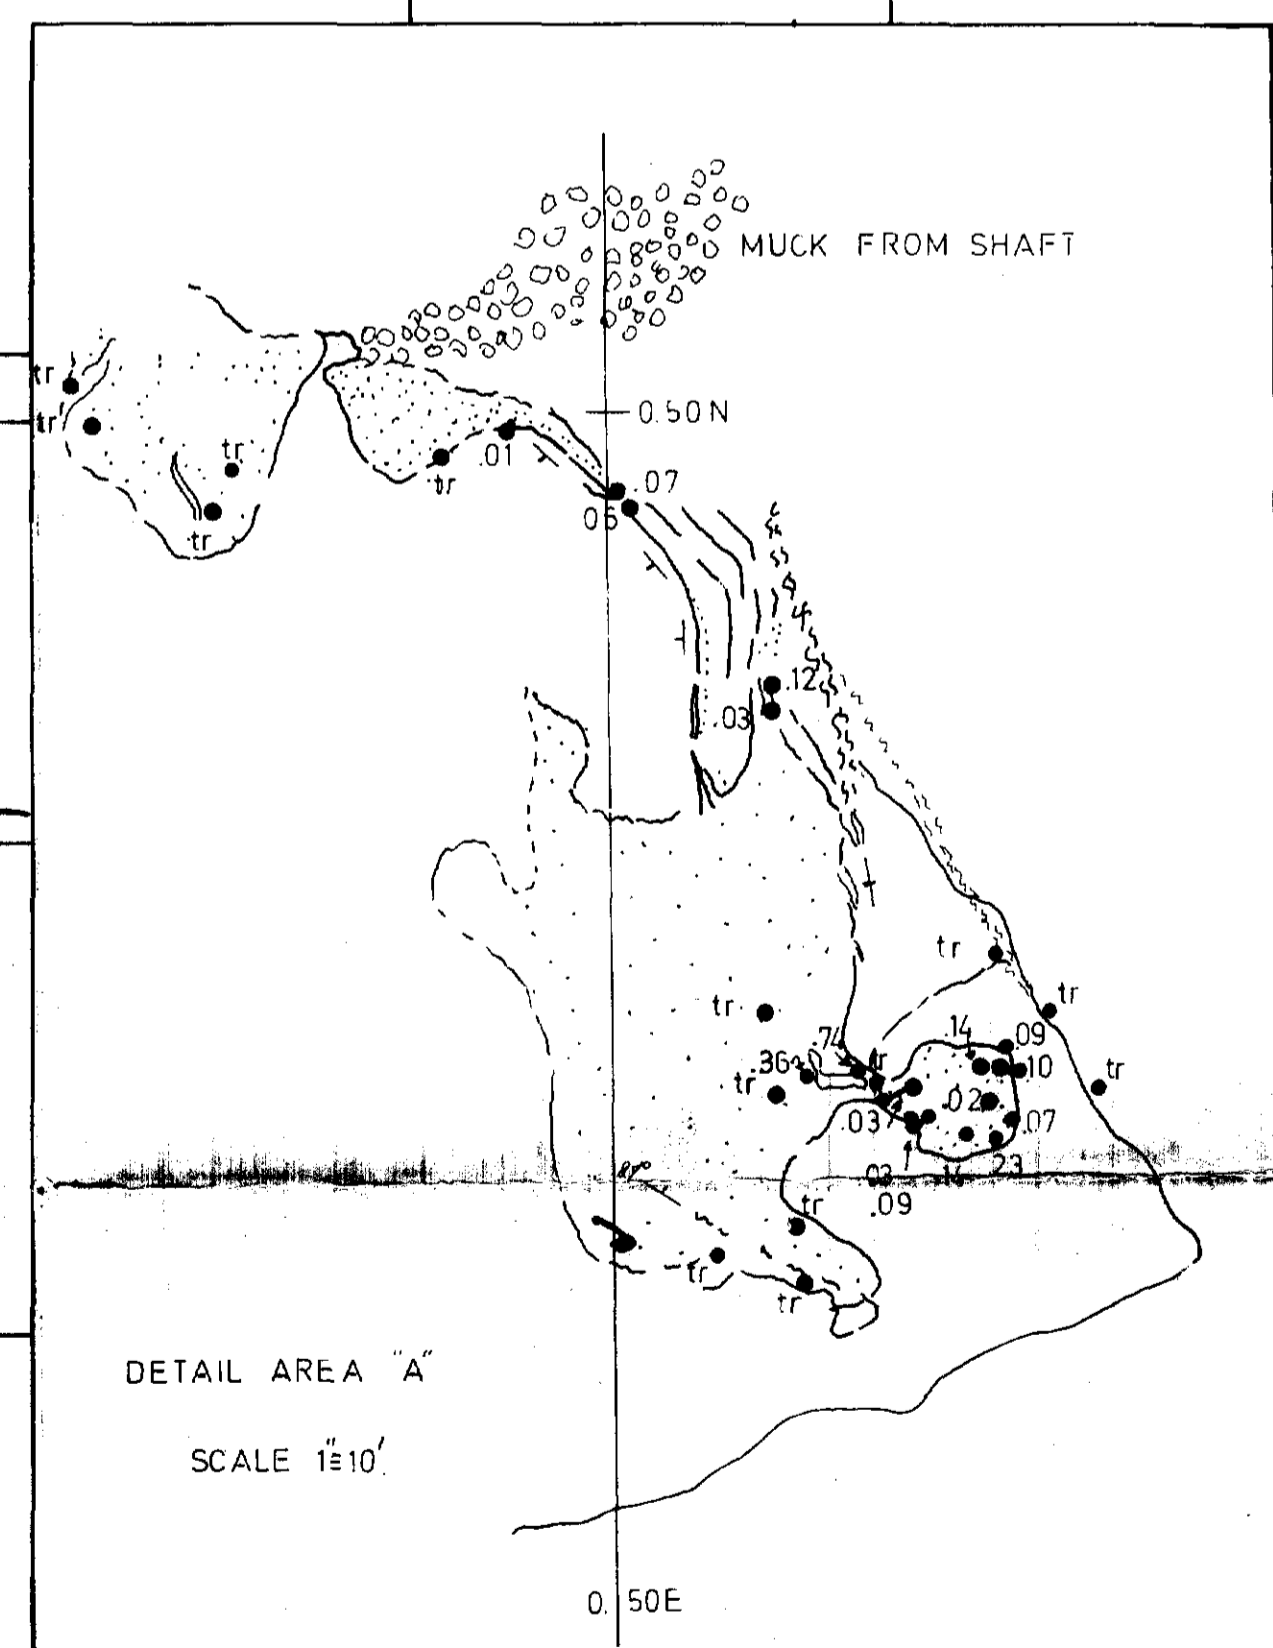 MUCK FROM SHAFT
tr
0.50 N
tr
tr
.01
tr
.07
06
tr
.12
.03
tr
tr
tr
.74
.14
.09
.36
tr
.10
tr
tr
.02
.03
.07
.03
.14
.23
.09
tr
tr
tr
DETAIL AREA "A"
SCALE 1"=10'
0.50E